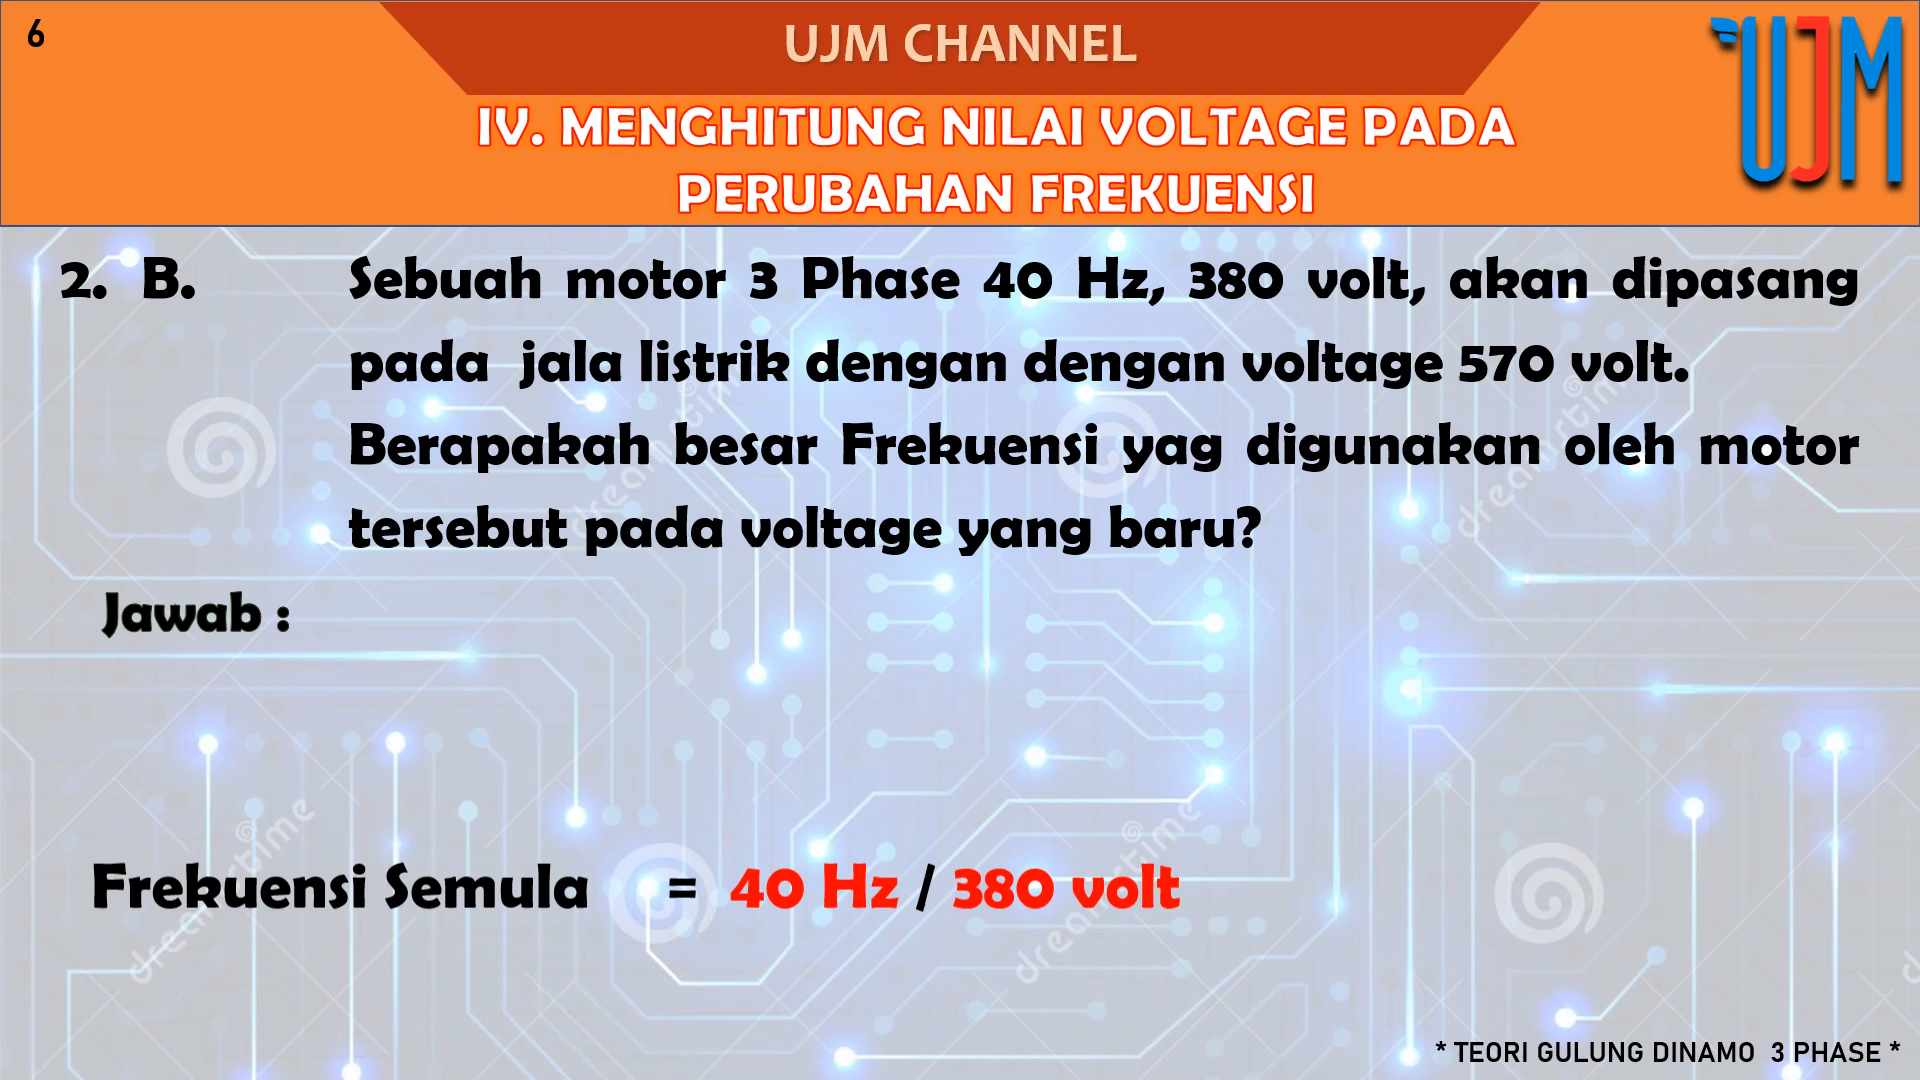 6
UJM CHANNEL
UJM
IV. MENGHITUNG NILAI VOLTAGE PADA
PERUBAHAN FREKUENSI
2. B. Sebuah motor 3 Phase 40 Hz, 380 volt, akan dipasang
pada jala listrik dengan dengan voltage 570 volt.
Berapakah besar Frekuensi yag digunakan oleh motor
tersebut pada voltage yang baru?
Jawab :
Frekuensi Semula = 40 Hz / 380 volt
dreamstime
dreamstime
* TEORI GULUNG DINAMO 3 PHASE *